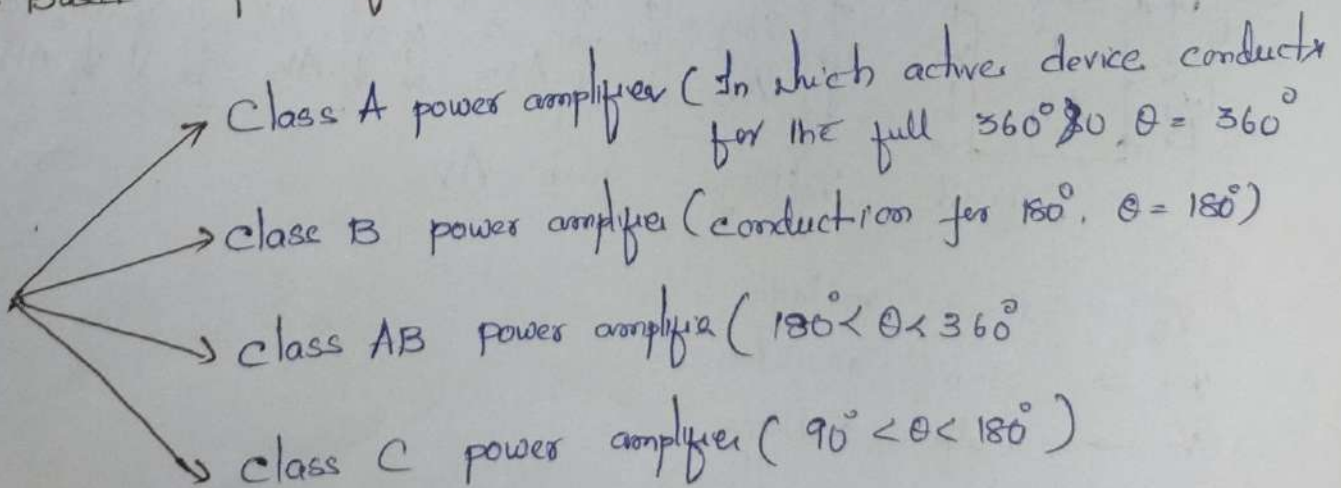 Class A power amplifier (In which active device conducts
for the full 360° So, θ = 360°
class B power amplifier (conduction for 180°. θ = 180°)
class AB power amplifier ( 180° < θ < 360°
class C power amplifier ( 90° < θ < 180° )